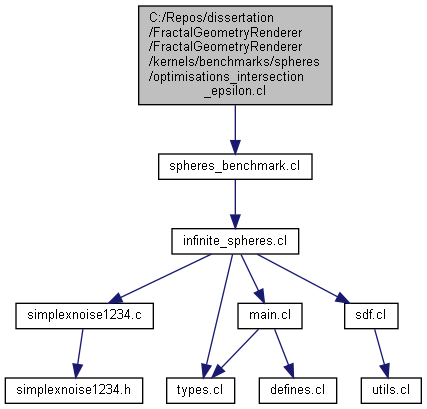 C:/Repos/dissertation
/FractalGeometryRenderer
/FractalGeometryRenderer
/kernels/benchmarks/spheres
/optimisations_intersection
_epsilon.cl
spheres_benchmark.cl
infinite_spheres.cl
simplexnoise1234.c
main.cl
sdf.cl
simplexnoise1234.h
types.cl
defines.cl
utils.cl